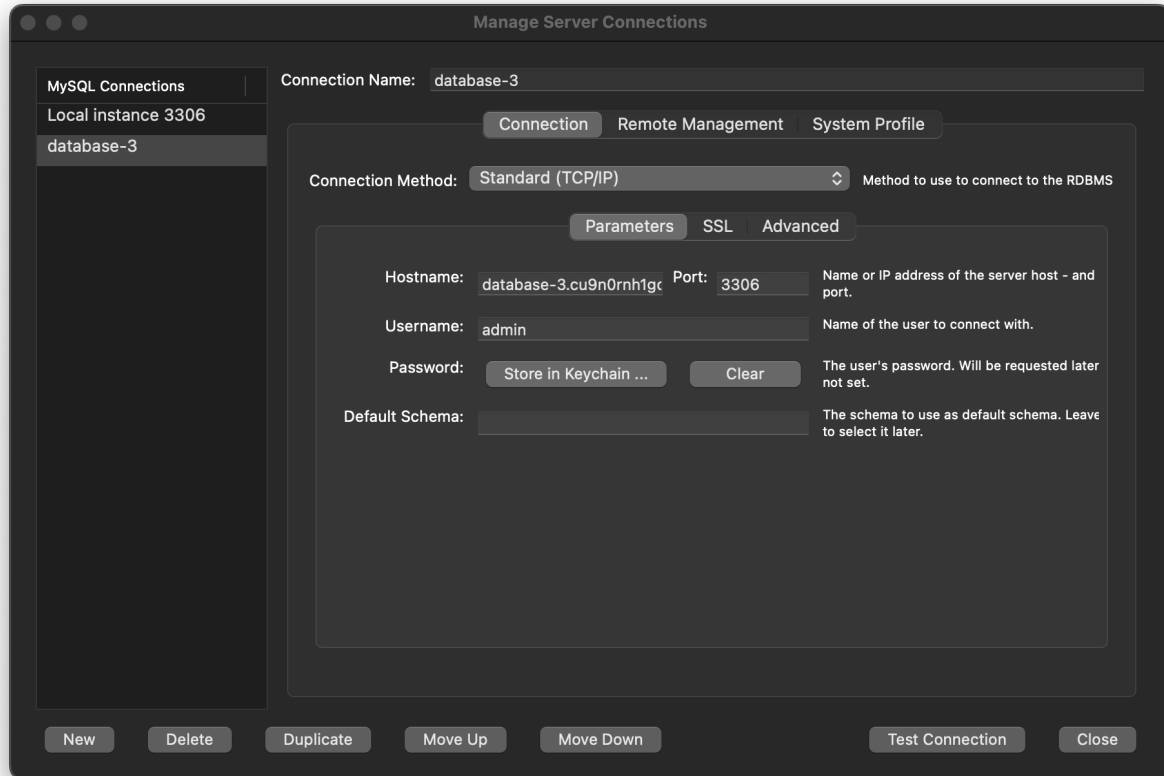 Manage Server Connections
MySQL Connections
Local instance 3306
database-3
Connection Name: database-3
Connection Remote Management System Profile
Connection Method: Standard (TCP/IP) Method to use to connect to the RDBMS
Parameters SSL Advanced
Hostname: database-3.cu9n0rnh1gc Port: 3306 Name or IP address of the server host - and
port.
Username: admin Name of the user to connect with.
Password: Store in Keychain ... Clear The user's password. Will be requested later
not set.
Default Schema: The schema to use as default schema. Leave
to select it later.
New Delete Duplicate Move Up Move Down Test Connection Close